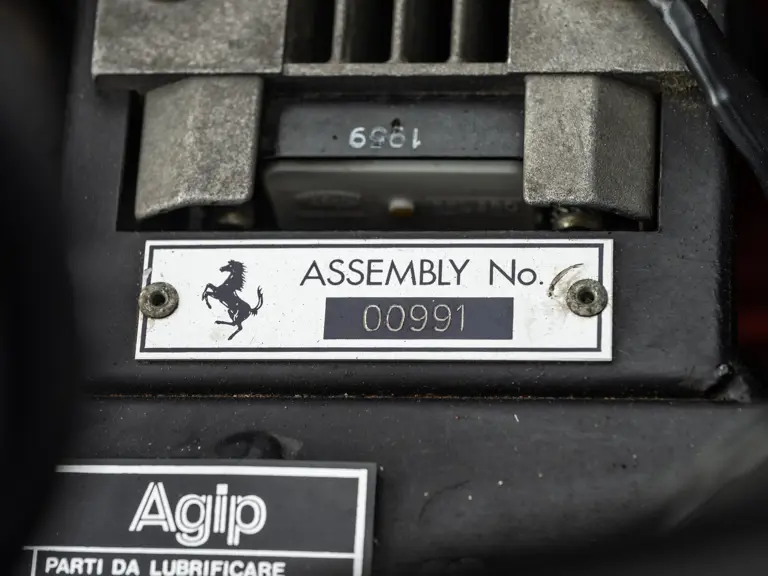 1959
ASSEMBLY No.
00991
Agip
PARTI DA LUBRIFICARE